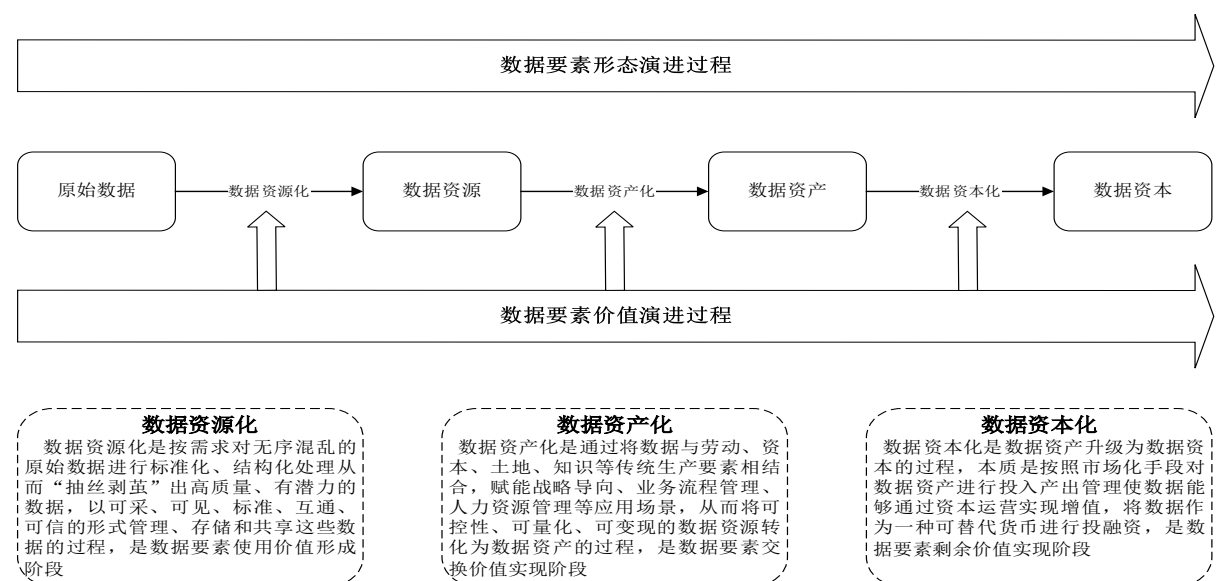 数据要素形态演进过程
原始数据
数据资源化
数据资源
数据资产化
数据资产
数据资本化
数据资本
数据要素价值演进过程
数据资源化
数据资源化是按需求对无序混乱的
原始数据进行标准化、结构化处理从
而“抽丝剥茧”出高质量、有潜力的
数据，以可采、可见、标准、互通、
可信的形式管理、存储和共享这些数
据的过程，是数据要素使用价值形成
阶段
数据资产化
数据资产化是通过将数据与劳动、资
本、土地、知识等传统生产要素相结
合，赋能战略导向、业务流程管理、
人力资源管理等应用场景，从而将可
控性、可量化、可变现的数据资源转
化为数据资产的过程，是数据要素交
换价值实现阶段
数据资本化
数据资本化是数据资产升级为数据资
本的过程，本质是按照市场化手段对
数据资产进行投入产出管理使数据能
够通过资本运营实现增值，将数据作
为一种可替代货币进行投融资，是数
据要素剩余价值实现阶段